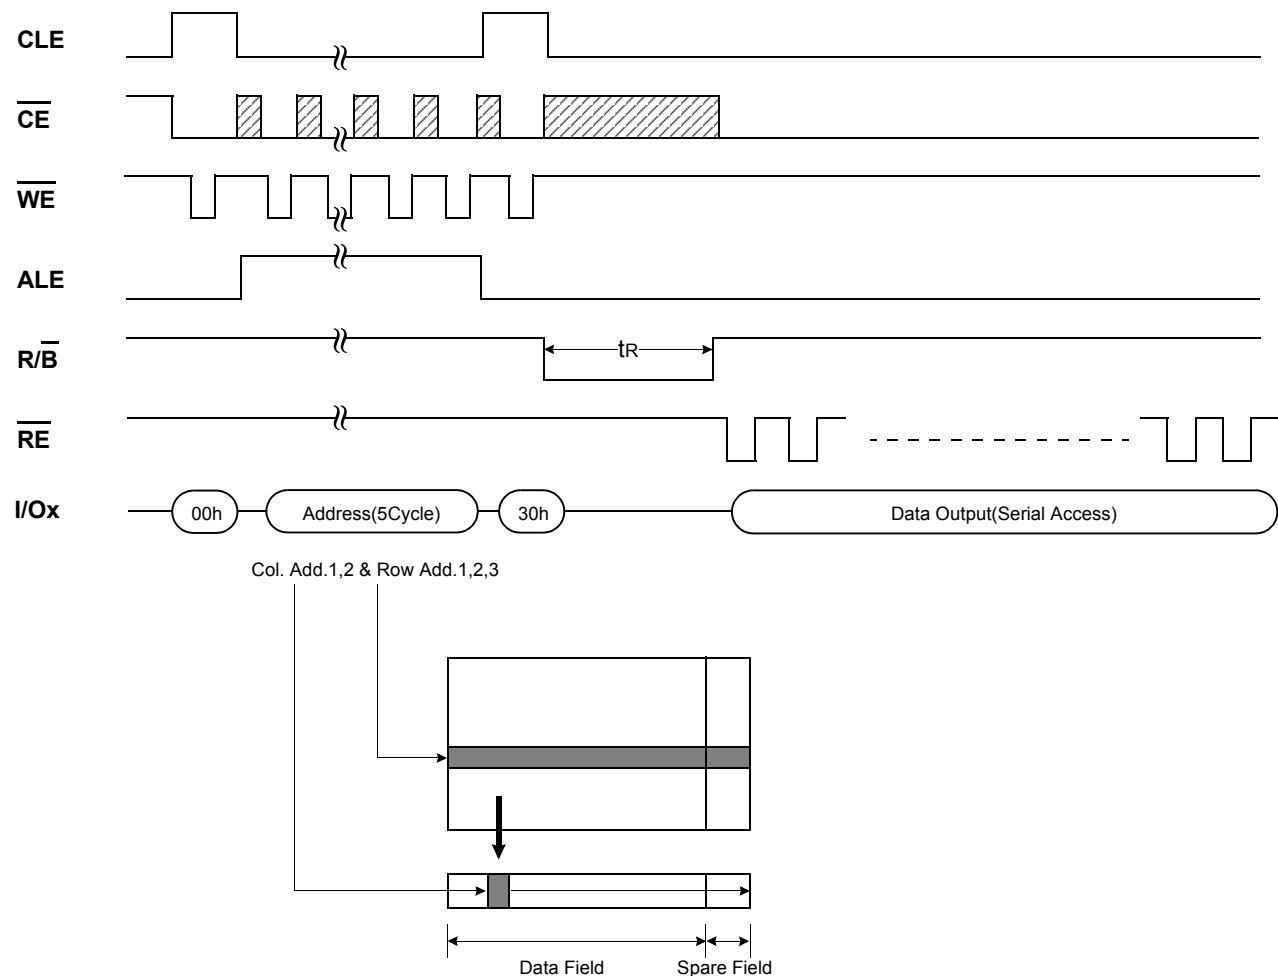 CLE
CE
WE
ALE
R/B
tR
RE
I/Ox
00h
Address(5Cycle)
30h
Data Output(Serial Access)
Col. Add.1,2 & Row Add.1,2,3
Data Field
Spare Field